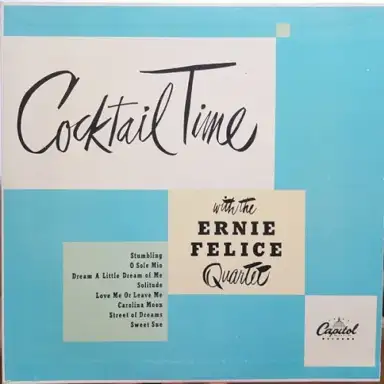 Cocktail Time
with the
ERNIE
FELICE
Quartet
Stumbling
O Sole Mio
Dream A Little Dream of Me
Solitude
Love Me Or Leave Me
Carolina Moon
Street of Dreams
Sweet Sue
Capitol
RECORDS